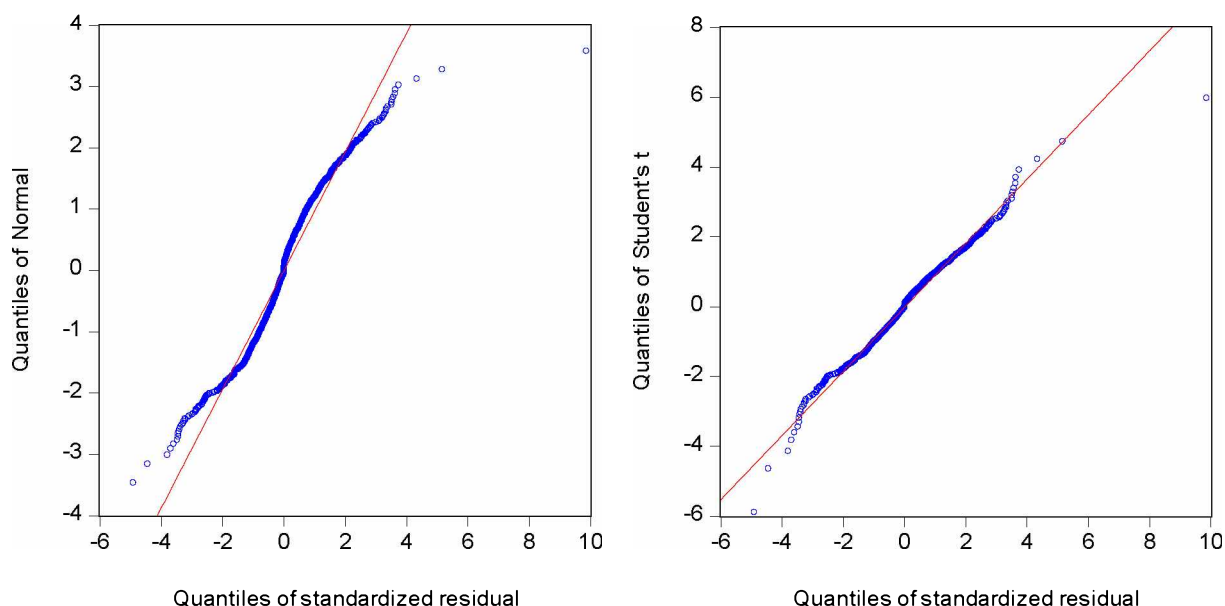 4
3
2
1
0
-1
-2
-3
-4
Quantiles of Normal
-6 -4 -2 0 2 4 6 8 10
Quantiles of standardized residual
8
6
4
2
0
-2
-4
-6
Quantiles of Student's t
-6 -4 -2 0 2 4 6 8 10
Quantiles of standardized residual